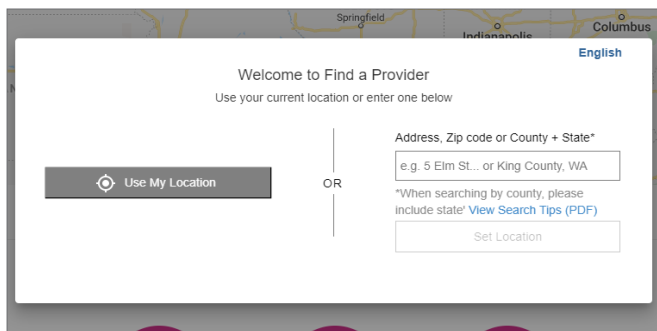 Springfield
Indianapolis
Columbus
English
Welcome to Find a Provider
Use your current location or enter one below
Use My Location
OR
Address, Zip code or County + State*
e.g. 5 Elm St... or King County, WA
*When searching by county, please
include state' View Search Tips (PDF)
Set Location